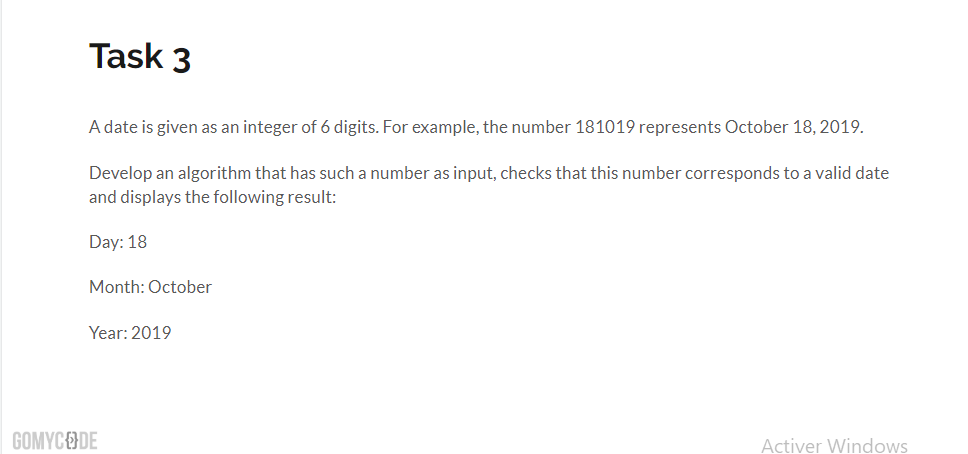 Task 3
A date is given as an integer of 6 digits. For example, the number 181019 represents October 18, 2019.
Develop an algorithm that has such a number as input, checks that this number corresponds to a valid date
and displays the following result:
Day: 18
Month: October
Year: 2019
GOMYC{}DE
Activer Windows